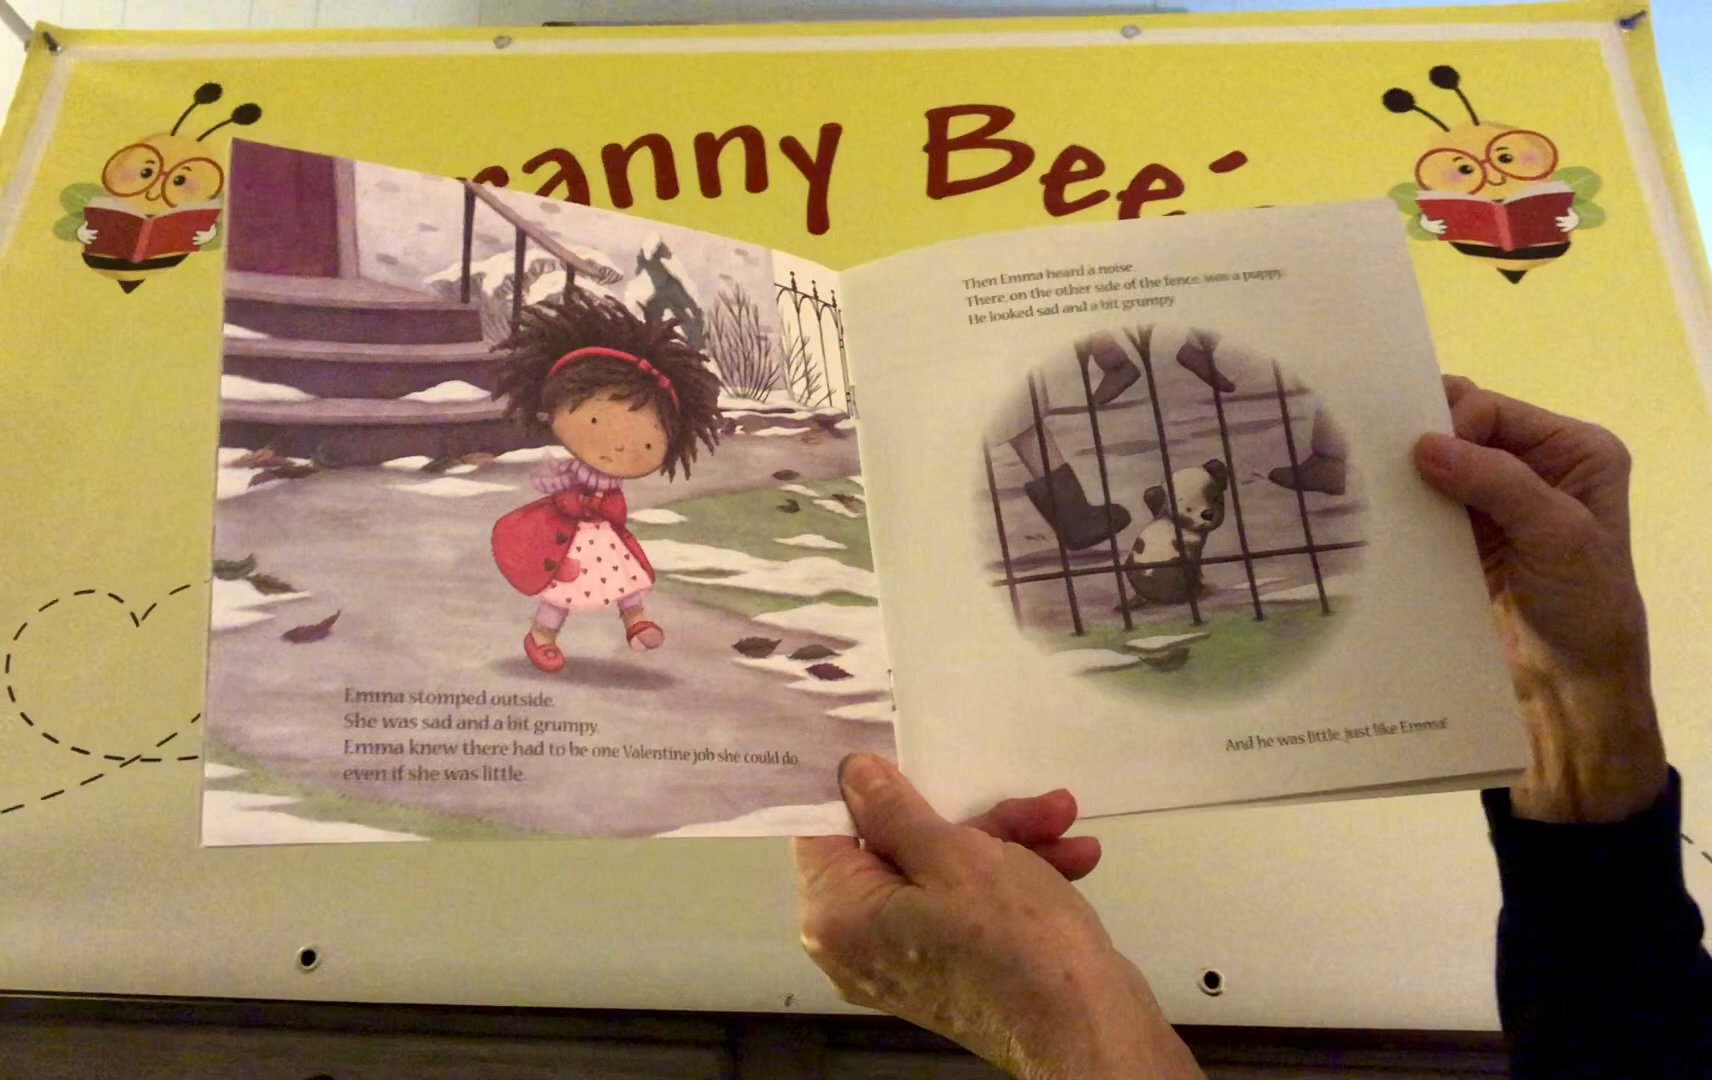 ranny Bee'
Emma stomped outside.
She was sad and a bit grumpy.
Emma knew there had to be one Valentine job she could do
even if she was little.
Then Emma heard a noise.
There, on the other side of the fence, was a puppy.
He looked sad and a bit grumpy.
And he was little, just like Emma!